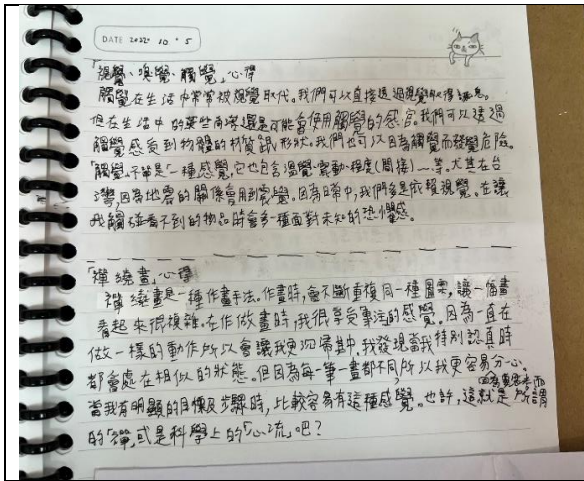 DATE 2022 10 5
「視覺、嗅覺、觸覺」心得
觸覺在生活中常常被視覺取代。我們可以直接透過視覺取得訊息。
但在生活中的某些角落還是可能會使用觸覺的感官。我們可以透過
觸覺感受到物體的材質跟形狀。我們也可以因為觸覺而發覺危險。
「觸覺」不單是一種感覺,它也包含溫覺、震動、程度(間接)…等。尤其在台
灣,因為地震的關係會用到震覺。因為日常中,我們多是依賴視覺。在讓
我觸碰看不到的物品時會多一種面對未知的恐懼感。
「禪繞畫」心得
禪繞畫是一種作畫手法。作畫時,會不斷重複同一種圖案,讓一幅畫
看起來很複雜。在作做畫時,我很享受專注的感覺。因為一直在
做一樣的動作所以會讓我更沉浸其中。我發現當我特別認真時
都會處在相似的狀態。但因為每一筆一畫都不同,所以我更容易分心。
當我有明顯的目標及步驟時,比較容易有這種感覺。也許,這就是所謂
的「禪」或是科學上的「心流」吧?